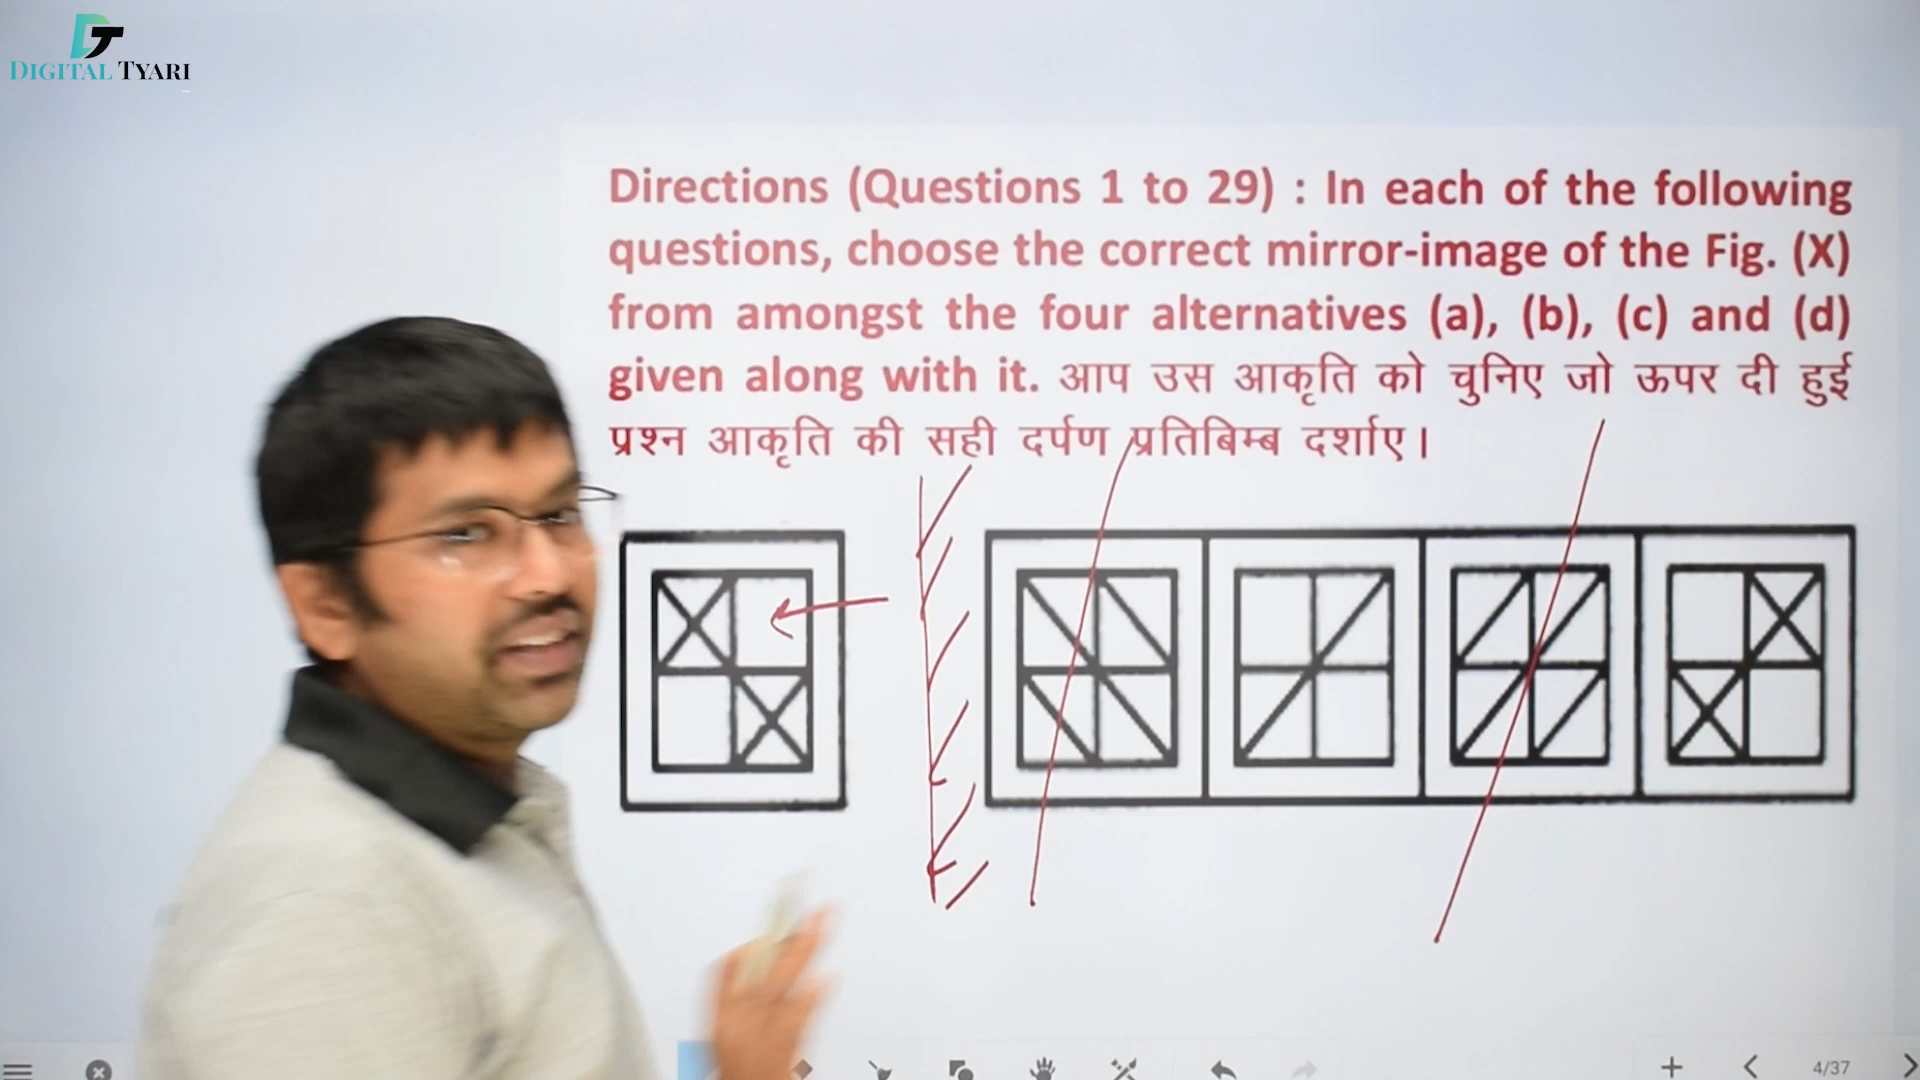 DT
DIGITAL TYARI
Directions (Questions 1 to 29) : In each of the following
questions, choose the correct mirror-image of the Fig. (X)
from amongst the four alternatives (a), (b), (c) and (d)
given along with it. आप उस आकृति को चुनिए जो ऊपर दी हुई
प्रश्न आकृति की सही दर्पण प्रतिबिम्ब दर्शाए।
4/37